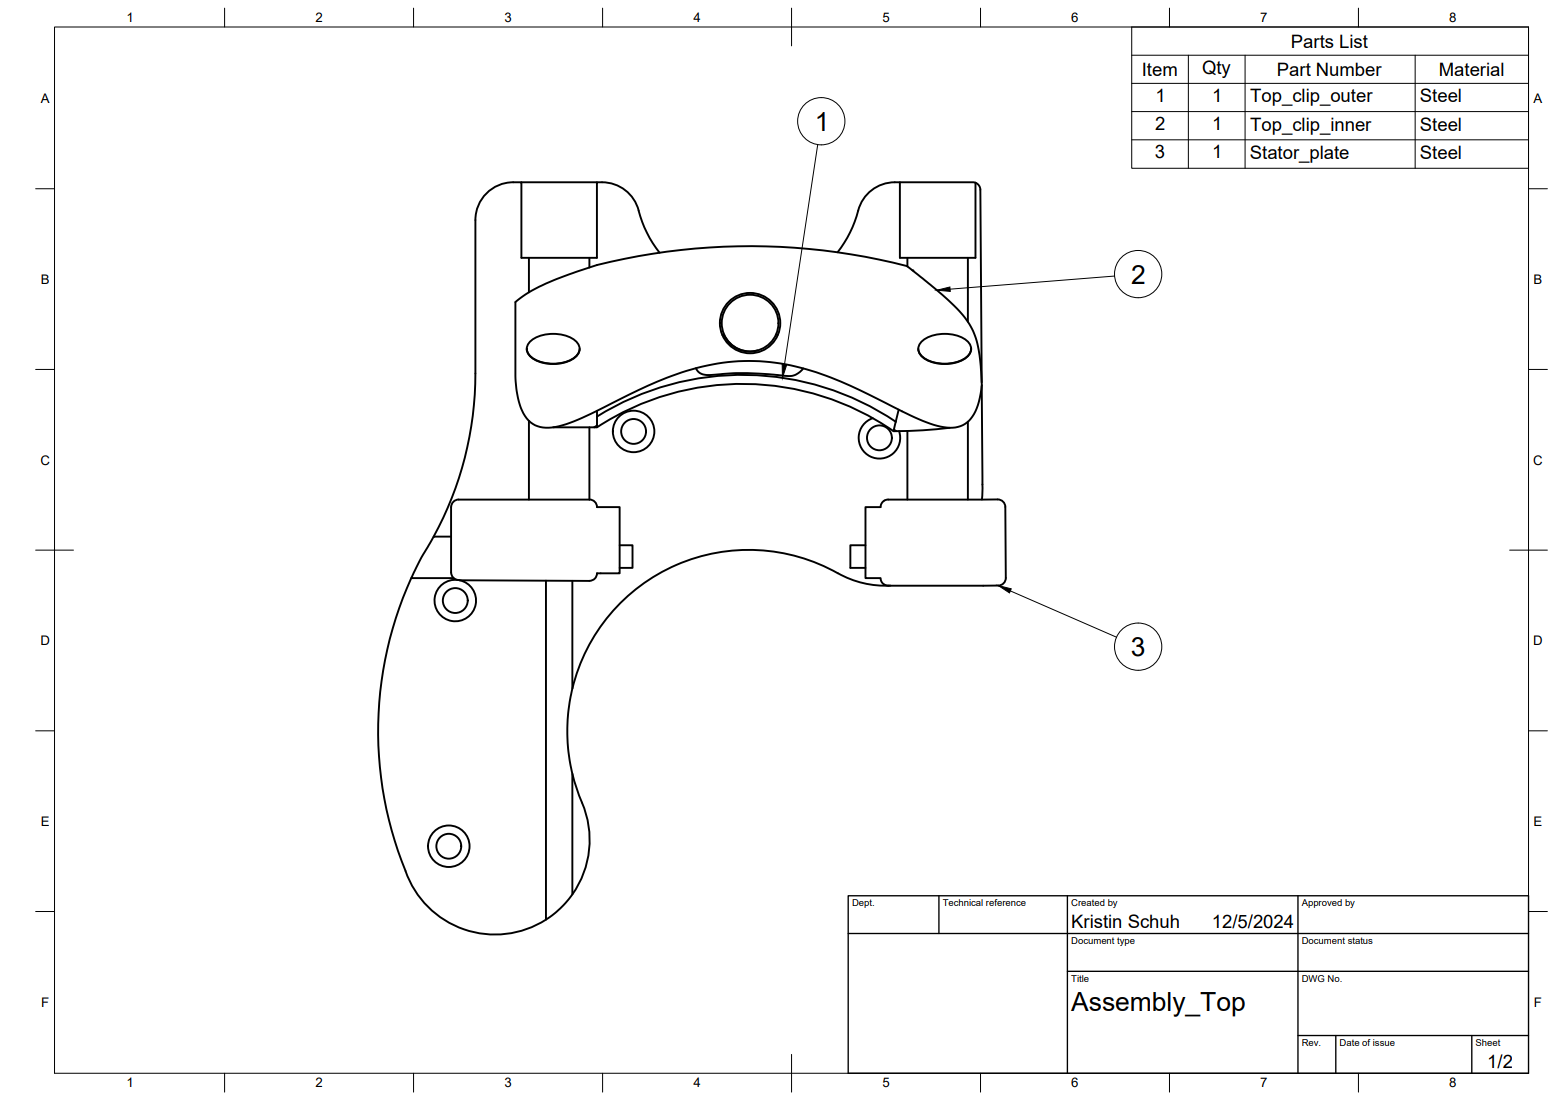 1 2 3 4 5 6 7 8
Parts List
Item Qty Part Number Material
1 1 Top_clip_outer Steel
2 1 Top_clip_inner Steel
3 1 Stator_plate Steel
A A
1
B B
2
C C
D D
3
E E
Dept. Technical reference Created by Approved by
Kristin Schuh 12/5/2024
Document type Document status
Title DWG No.
F Assembly_Top F
Rev. Date of issue Sheet
1/2
1 2 3 4 5 6 7 8